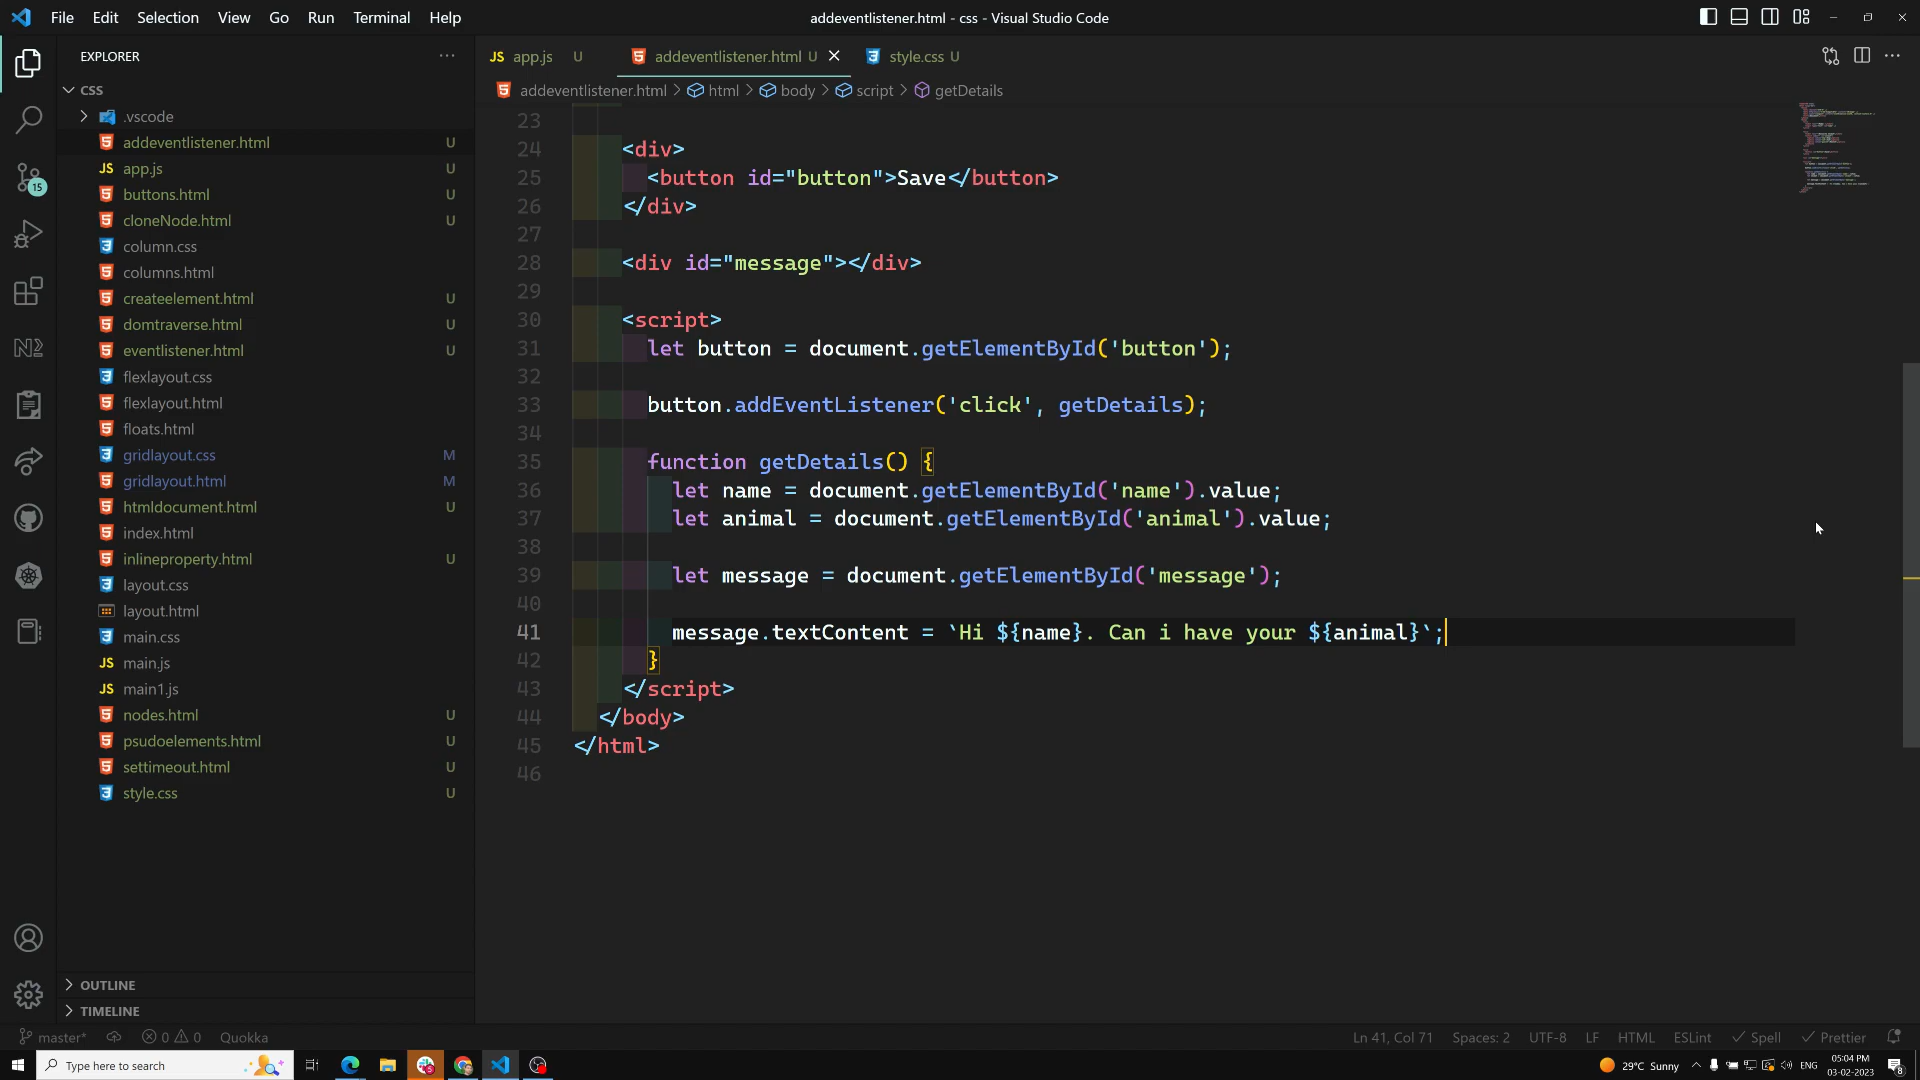 File Edit Selection View Go Run Terminal Help
addeventlistener.html - css - Visual Studio Code
EXPLORER
CSS
.vscode
addeventlistener.html U
app.js U
buttons.html U
cloneNode.html U
column.css
columns.html
createelement.html U
domtraverse.html U
eventlistener.html U
flexlayout.css
flexlayout.html
floats.html
gridlayout.css M
gridlayout.html M
htmldocument.html U
index.html
inlineproperty.html U
layout.css
layout.html
main.css
main.js
main1.js
nodes.html U
psudoelements.html U
settimeout.html U
style.css U
OUTLINE
TIMELINE
15
JS app.js U
addeventlistener.html U
style.css U
addeventlistener.html > html > body > script > getDetails
23
24 <div>
25 <button id="button">Save</button>
26 </div>
27
28 <div id="message"></div>
29
30 <script>
31 let button = document.getElementById('button');
32
33 button.addEventListener('click', getDetails);
34
35 function getDetails() {
36 let name = document.getElementById('name').value;
37 let animal = document.getElementById('animal').value;
38
39 let message = document.getElementById('message');
40
41 message.textContent = `Hi ${name}. Can i have your ${animal}`;
42 }
43 </script>
44 </body>
45 </html>
46
master* 0 0 Quokka
Ln 41, Col 71 Spaces: 2 UTF-8 LF HTML ESLint Spell Prettier
Type here to search
29°C Sunny ENG
05:04 PM
03-02-2023
8